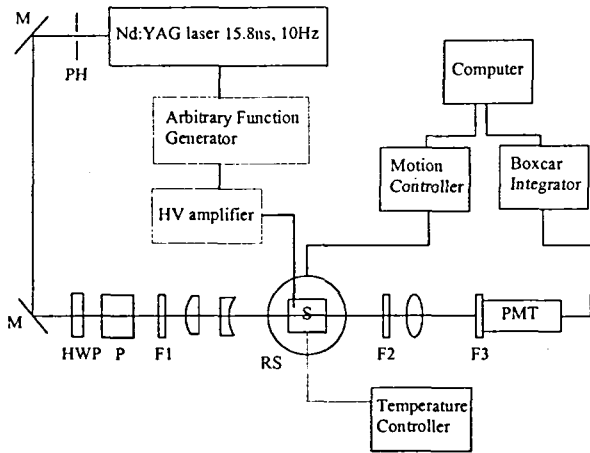 M
PH
Nd:YAG laser 15.8ns, 10Hz
Computer
Arbitrary Function
Generator
Motion
Controller
Boxcar
Integrator
HV amplifier
M
HWP
P
F1
RS
S
F2
F3
PMT
Temperature
Controller